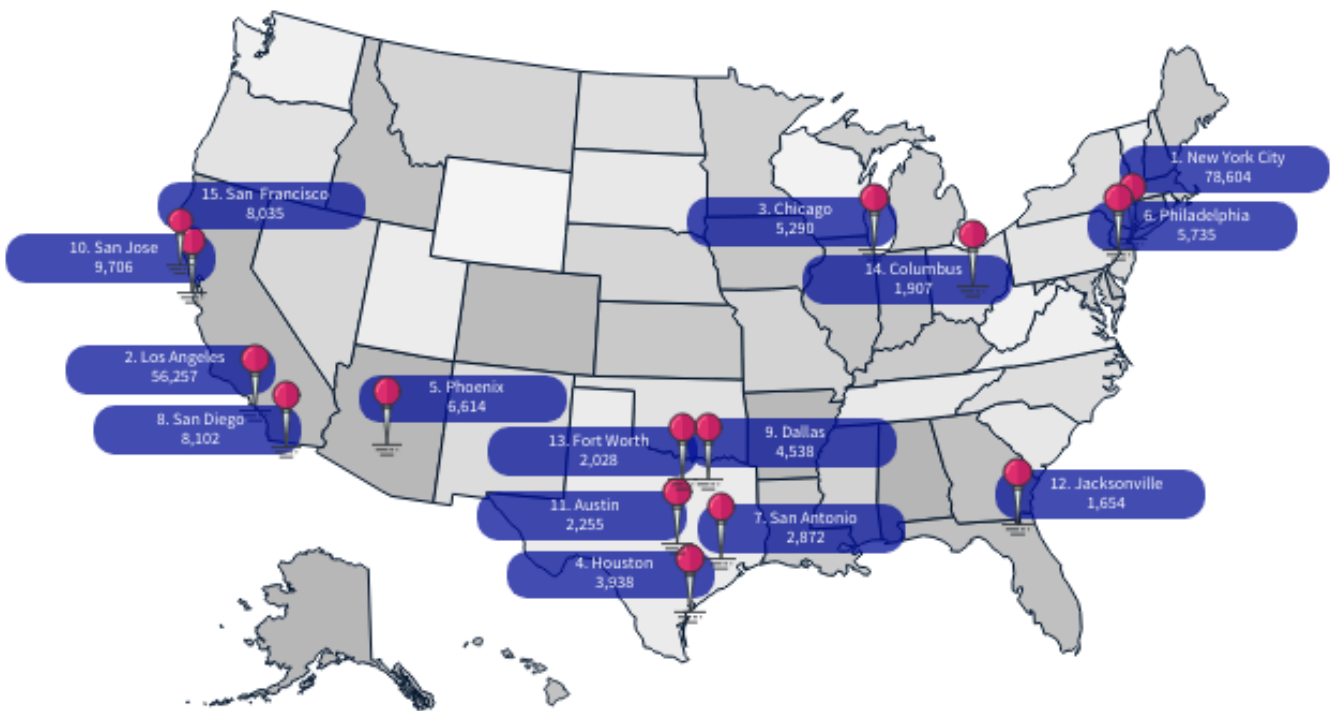 1. New York City
78,604
15. San Francisco
8,035
3. Chicago
5,290
6. Philadelphia
5,735
10. San Jose
9,706
14. Columbus
1,907
2. Los Angeles
56,257
5. Phoenix
6,614
8. San Diego
8,102
13. Fort Worth
2,028
9. Dallas
4,538
12. Jacksonville
1,654
11. Austin
2,255
7. San Antonio
2,872
4. Houston
3,938